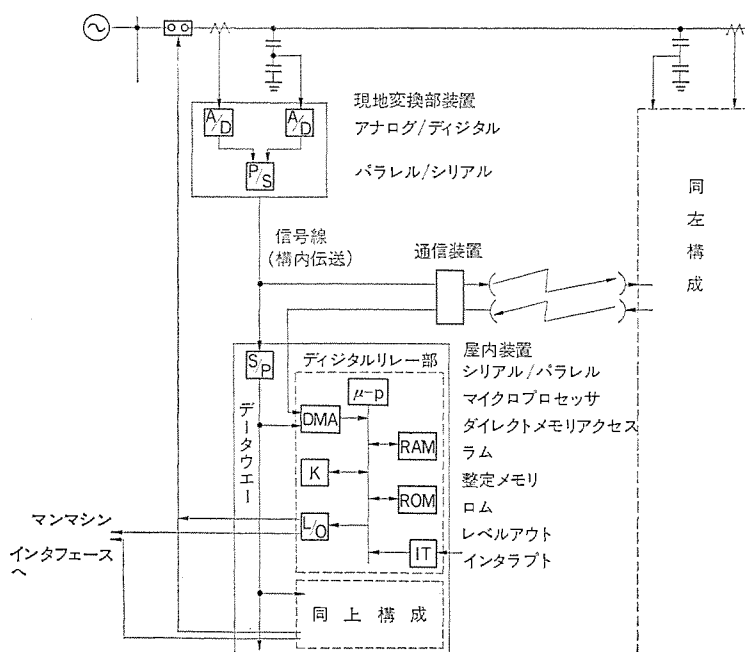 A/D
A/D
現地変換部装置
アナログ/ディジタル
P/S
パラレル/シリアル
信号線
(構内伝送)
通信装置
同左構成
S/P
ディジタルリレー部
屋内装置
シリアル/パラレル
μ-p
マイクロプロセッサ
データウエー
DMA
ダイレクトメモリアクセス
RAM
ラム
K
整定メモリ
ROM
ロム
L/O
レベルアウト
IT
インタラプト
マンマシン
インタフェース
へ
同上構成